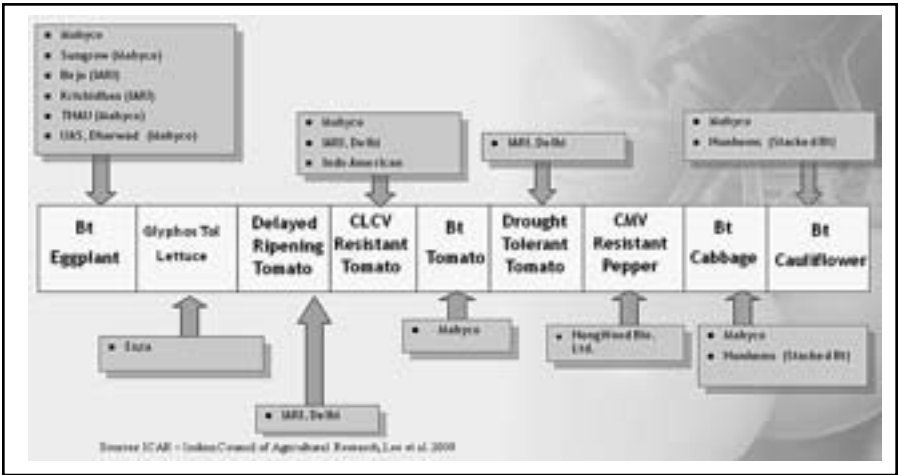 Mahyco
Sungrow (Mahyco)
Bejo (IARI)
Krishidhan (IARI)
TNAU (Mahyco)
UAS, Dharwad (Mahyco)
Mahyco
IARI, Delhi
Indo American
IARI, Delhi
Mahyco
Nunhems (Stacked Bt)
Bt
Eggplant
Glyphos Tol
Lettuce
Delayed
Ripening
Tomato
CLCV
Resistant
Tomato
Bt
Tomato
Drought
Tolerant
Tomato
CMV
Resistant
Pepper
Bt
Cabbage
Bt
Cauliflower
Enza
IARI, Delhi
Mahyco
Ltd.
Mahyco
Nunhems (Stacked Bt)
Source: ICAR – Indian Council of Agricultural Research, Lee et al. 2009